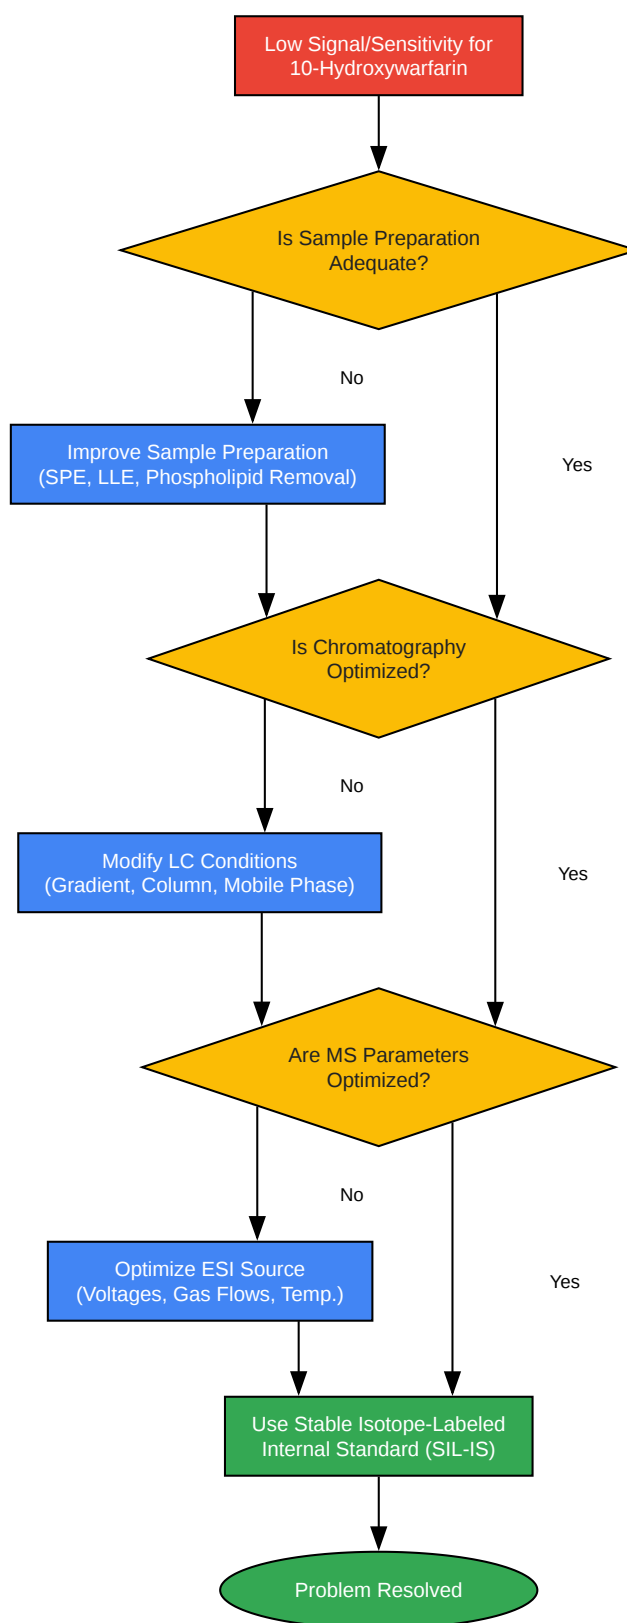 Low Signal/Sensitivity for
10-Hydroxywarfarin
Is Sample Preparation
Adequate?
No
Improve Sample Preparation
(SPE, LLE, Phospholipid Removal)
Yes
Is Chromatography
Optimized?
No
Modify LC Conditions
(Gradient, Column, Mobile Phase)
Yes
Are MS Parameters
Optimized?
No
Optimize ESI Source
(Voltages, Gas Flows, Temp.)
Yes
Use Stable Isotope-Labeled
Internal Standard (SIL-IS)
Problem Resolved